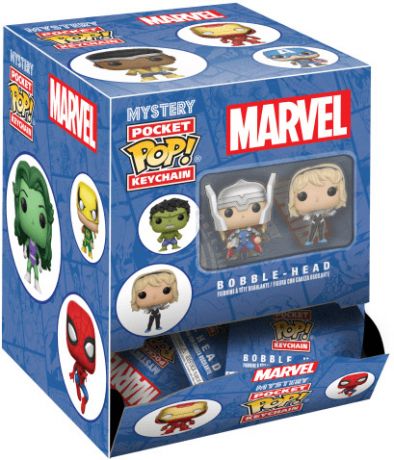 MARVEL
MYSTERY
POCKET
POP!®
KEYCHAIN
MARVEL
MYSTERY
POCKET
POP!®
KEYCHAIN
BOBBLE-HEAD
POCKET
POP!
KEYCHAIN
BOBBLE
HEAD
MARVEL
MYSTERY
POCKET
POP!
KEYCHAIN